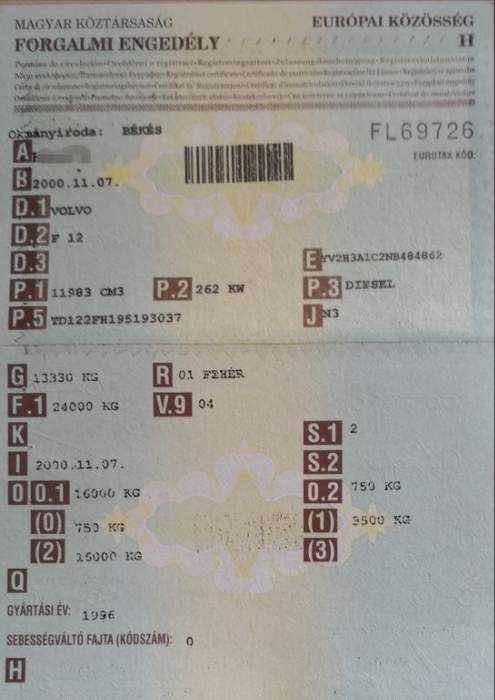 MAGYAR KÖZTÁRSASÁG EURÓPAI KÖZÖSSÉG
FORGALMI ENGEDÉLY H
Okmányiroda: BÉKÉS FL69726
A EUROTAX KÓD:
B 2000.11.07.
D.1 VOLVO
D.2 F 12
D.3 E YV2H3A1C2NB484862
P.1 11983 CM3 P.2 262 KW P.3 DIESEL
P.5 TD122FH195193037 J N3
G 13330 KG R 01 FEHÉR
F.1 24000 KG V.9 04
K S.1 2
I 2000.11.07. S.2
O O.1 16000 KG O.2 750 KG
(0) 750 KG (1) 3500 KG
(2) 16000 KG (3)
Q
GYÁRTÁSI ÉV: 1996
SEBESSÉGVÁLTÓ FAJTA (KÓDSZÁM): 0
H